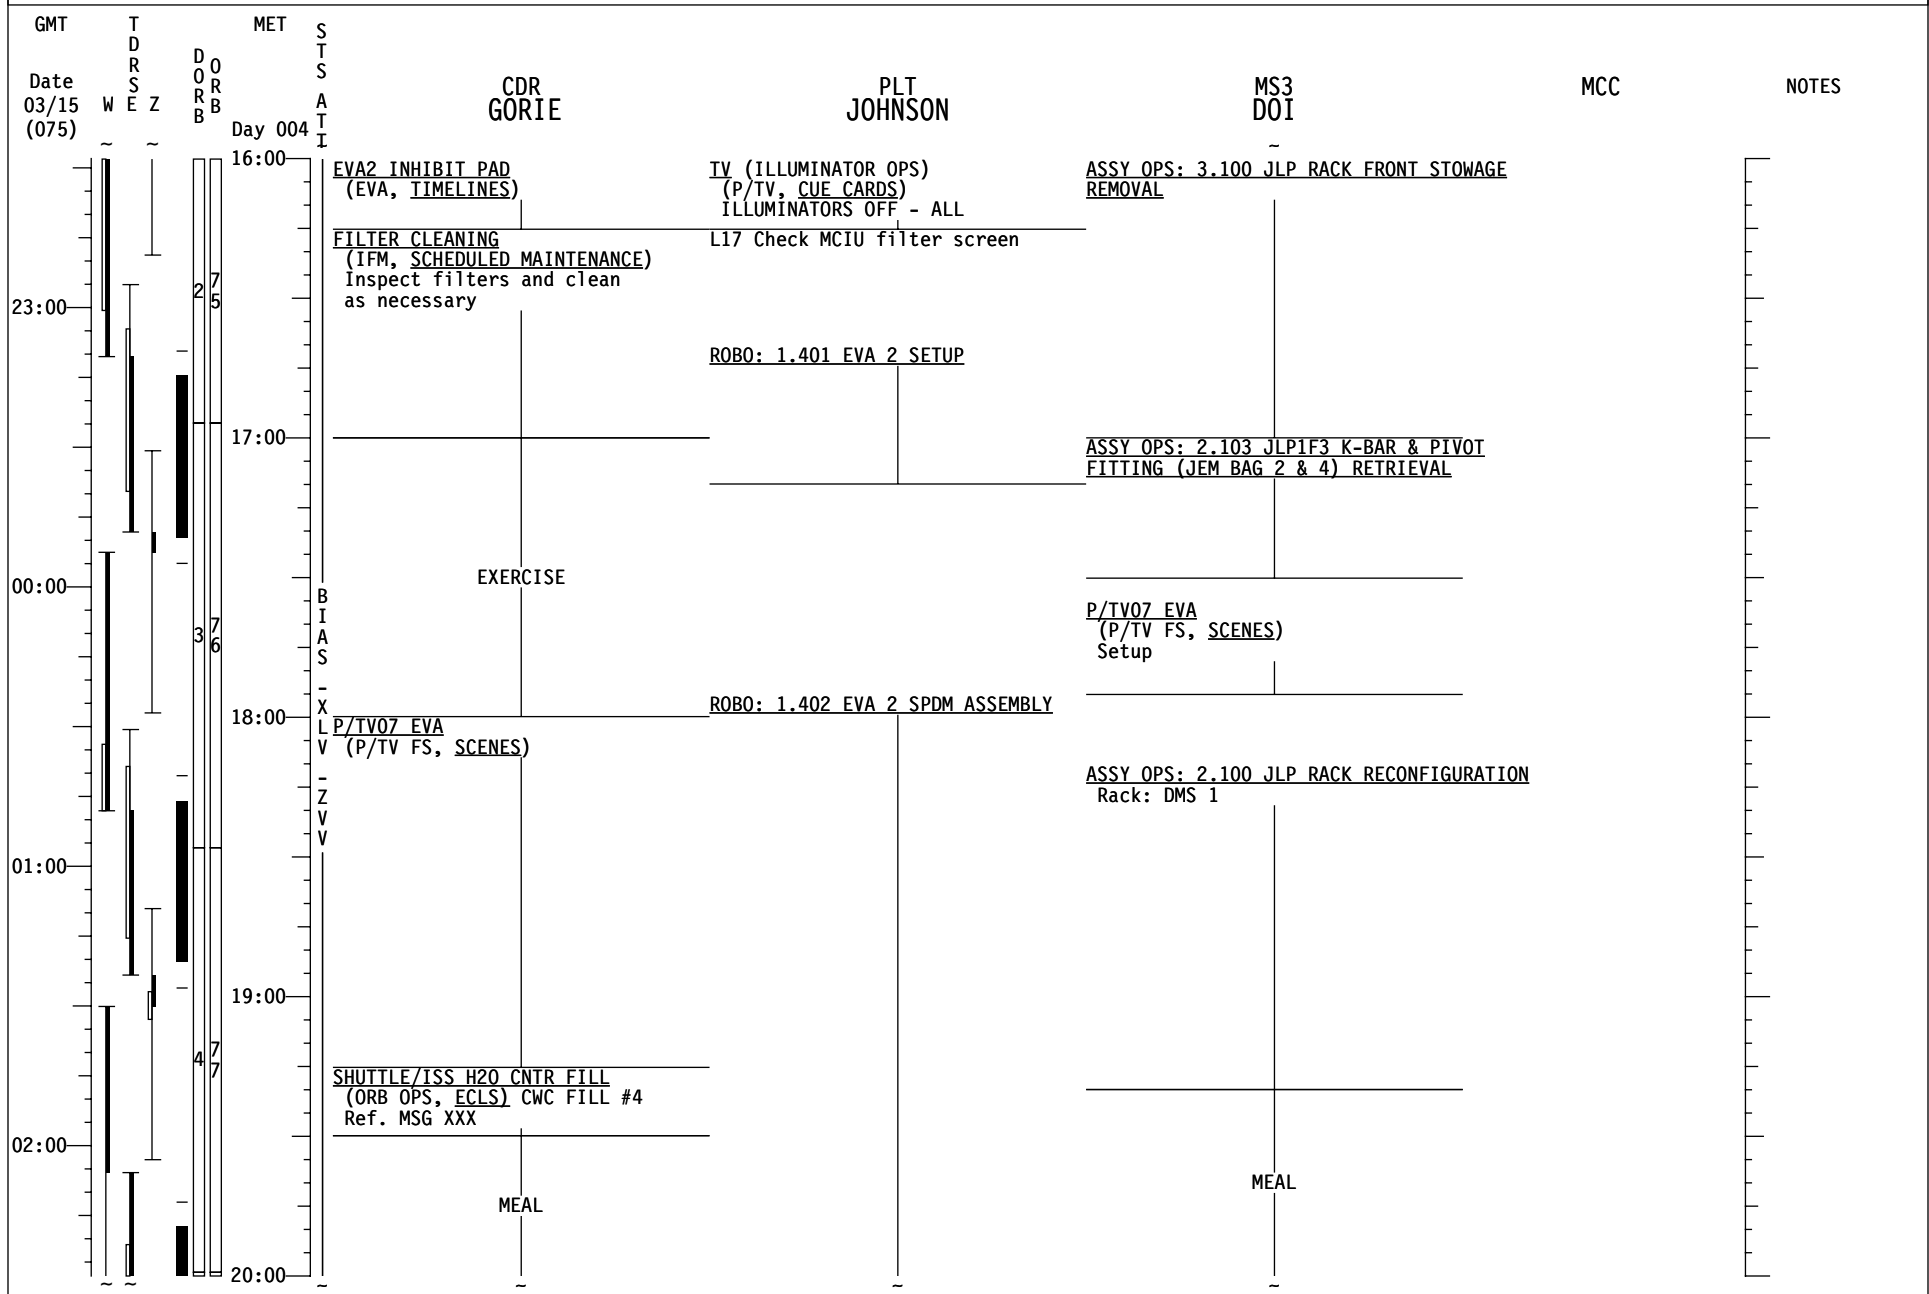 GMT
Date
03/15
(075)
T
D
R
S
W E Z
D
O
R
B
O
R
B
MET
Day 004
S
T
S
A
T
T
I
CDR
GORIE
PLT
JOHNSON
MS3
DOI
MCC
NOTES
23:00
00:00
01:00
02:00
2
3
4
7
5
7
6
7
7
16:00
17:00
18:00
19:00
20:00
B
I
A
S
-
X
L
V
-
Z
V
V
EVA2 INHIBIT PAD
(EVA, TIMELINES)
FILTER CLEANING
(IFM, SCHEDULED MAINTENANCE)
Inspect filters and clean
as necessary
EXERCISE
P/TV07 EVA
(P/TV FS, SCENES)
SHUTTLE/ISS H2O CNTR FILL
(ORB OPS, ECLS) CWC FILL #4
Ref. MSG XXX
MEAL
TV (ILLUMINATOR OPS)
(P/TV, CUE CARDS)
ILLUMINATORS OFF - ALL
L17 Check MCIU filter screen
ROBO: 1.401 EVA 2 SETUP
ROBO: 1.402 EVA 2 SPDM ASSEMBLY
ASSY OPS: 3.100 JLP RACK FRONT STOWAGE
REMOVAL
ASSY OPS: 2.103 JLP1F3 K-BAR & PIVOT
FITTING (JEM BAG 2 & 4) RETRIEVAL
P/TV07 EVA
(P/TV FS, SCENES)
Setup
ASSY OPS: 2.100 JLP RACK RECONFIGURATION
Rack: DMS 1
MEAL